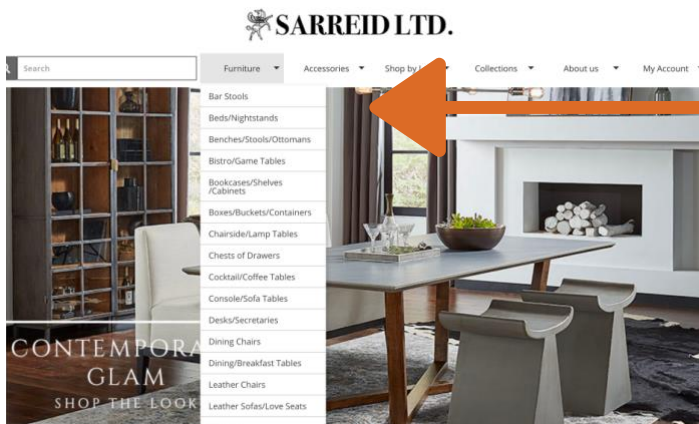 SARREID LTD.
Search
Furniture
Accessories
Shop by
Collections
About us
My Account
Bar Stools
Beds/Nightstands
Benches/Stools/Ottomans
Bistro/Game Tables
Bookcases/Shelves
/Cabinets
Boxes/Buckets/Containers
Chairside/Lamp Tables
Chests of Drawers
Cocktail/Coffee Tables
Console/Sofa Tables
Desks/Secretaries
Dining Chairs
Dining/Breakfast Tables
Leather Chairs
Leather Sofas/Love Seats
CONTEMPORA
GLAM
SHOP THE LOOK